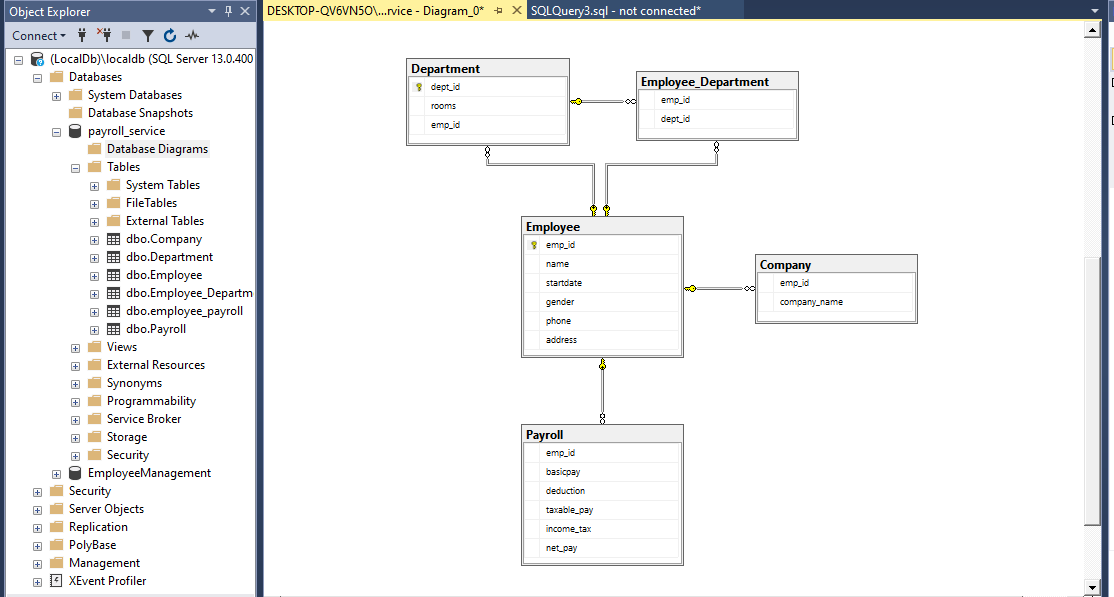 Object Explorer
Connect
(LocalDb)\localdb (SQL Server 13.0.400
Databases
System Databases
Database Snapshots
payroll_service
Database Diagrams
Tables
System Tables
FileTables
External Tables
dbo.Company
dbo.Department
dbo.Employee
dbo.Employee_Departm
dbo.employee_payroll
dbo.Payroll
Views
External Resources
Synonyms
Programmability
Service Broker
Storage
Security
EmployeeManagement
Security
Server Objects
Replication
PolyBase
Management
XEvent Profiler
DESKTOP-QV6VN5O\...rvice - Diagram_0*
SQLQuery3.sql - not connected*
Department
dept_id
rooms
emp_id
Employee_Department
emp_id
dept_id
Employee
emp_id
name
startdate
gender
phone
address
Company
emp_id
company_name
Payroll
emp_id
basicpay
deduction
taxable_pay
income_tax
net_pay